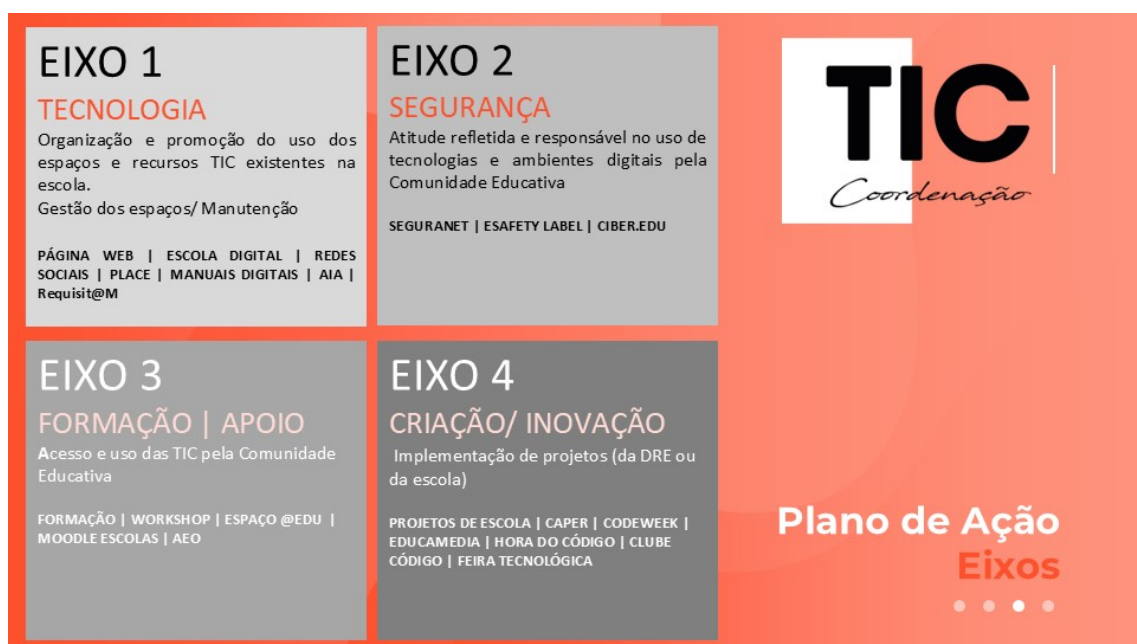 EIXO 1
TECNOLOGIA
Organização e promoção do uso dos
espaços e recursos TIC existentes na
escola.
Gestão dos espaços/ Manutenção
PÁGINA WEB | ESCOLA DIGITAL | REDES
SOCIAIS | PLACE | MANUAIS DIGITAIS | AIA |
Requisit@M
EIXO 2
SEGURANÇA
Atitude refletida e responsável no uso de
tecnologias e ambientes digitais pela
Comunidade Educativa
SEGURANET | ESAFETY LABEL | CIBER.EDU
EIXO 3
FORMAÇÃO | APOIO
Acesso e uso das TIC pela Comunidade
Educativa
FORMAÇÃO | WORKSHOP | ESPAÇO @EDU |
MOODLE ESCOLAS | AEO
EIXO 4
CRIAÇÃO/ INOVAÇÃO
Implementação de projetos (da DRE ou
da escola)
PROJETOS DE ESCOLA | CAPER | CODEWEEK |
EDUCAMEDIA | HORA DO CÓDIGO | CLUBE
CÓDIGO | FEIRA TECNOLÓGICA
TIC
Coordenação
Plano de Ação
Eixos